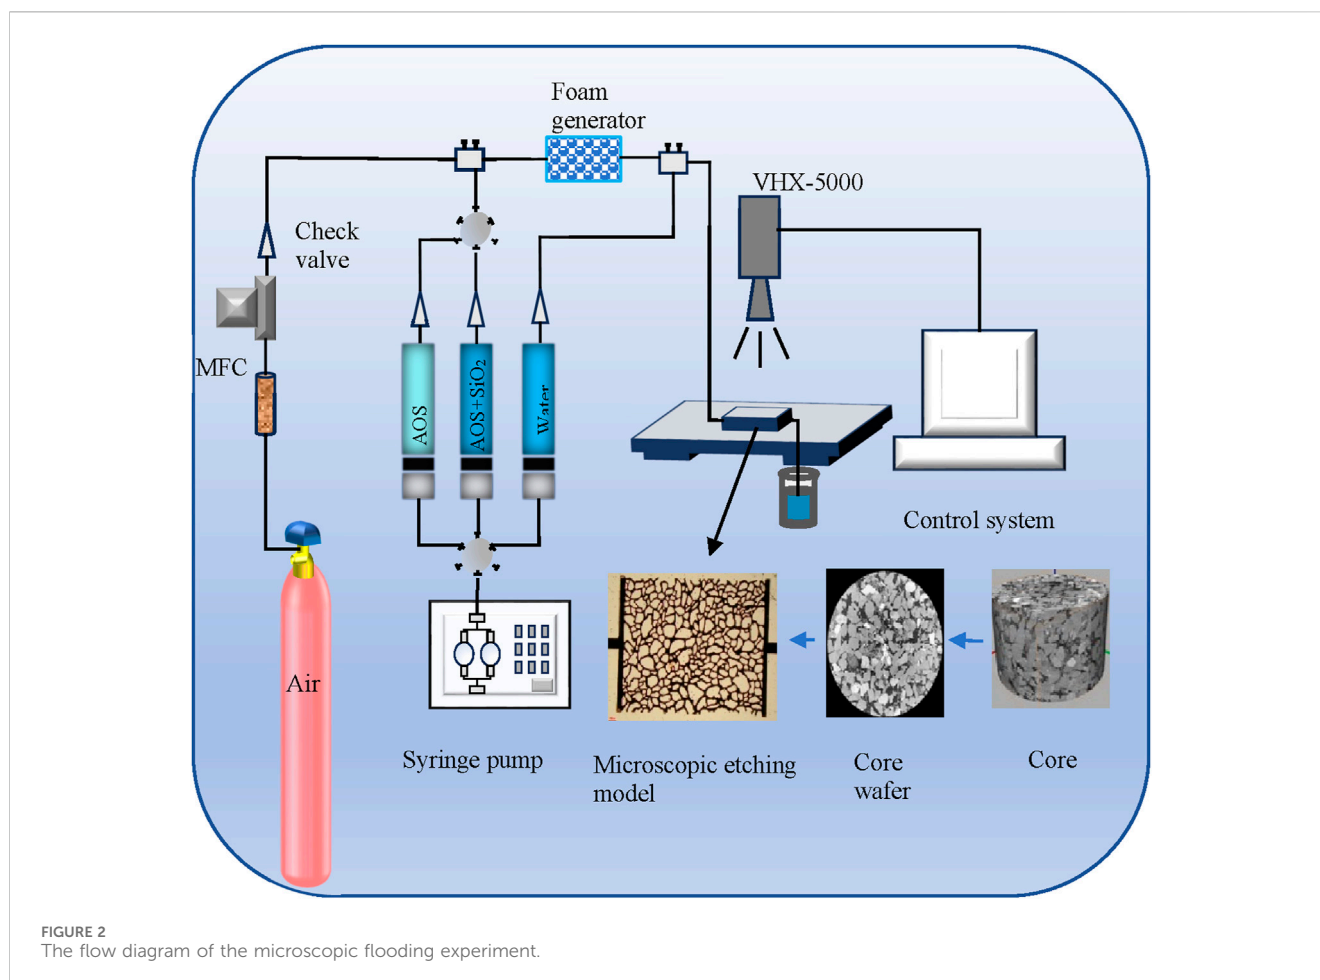 Foam
generator
VHX-5000
Check
valve
MFC
AOS
AOS+SiO₂
Water
Control system
Air
Syringe pump
Microscopic etching
model
Core
wafer
Core
FIGURE 2
The flow diagram of the microscopic flooding experiment.